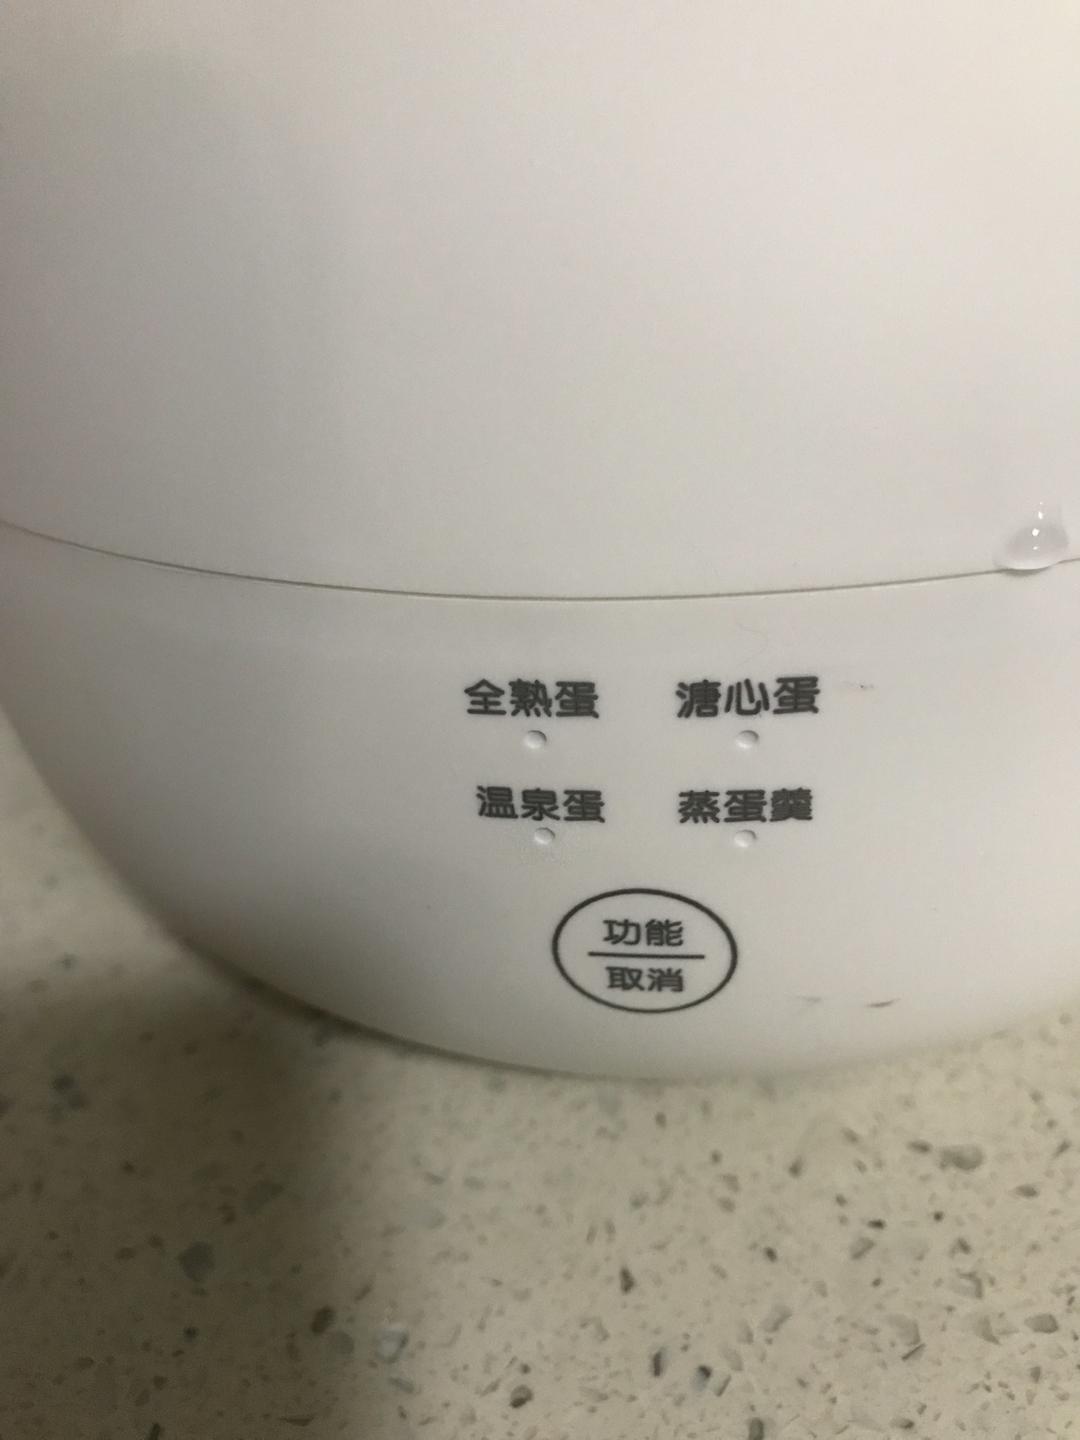 全熟蛋 溏心蛋
温泉蛋 蒸蛋羹
功能
取消